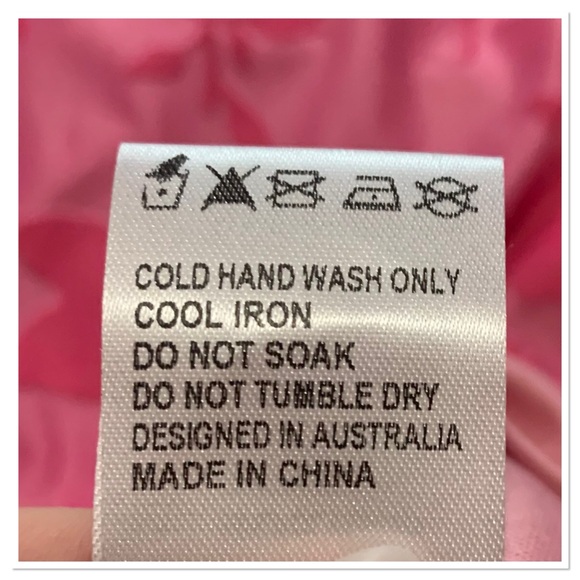 COLD HAND WASH ONLY
COOL IRON
DO NOT SOAK
DO NOT TUMBLE DRY
DESIGNED IN AUSTRALIA
MADE IN CHINA